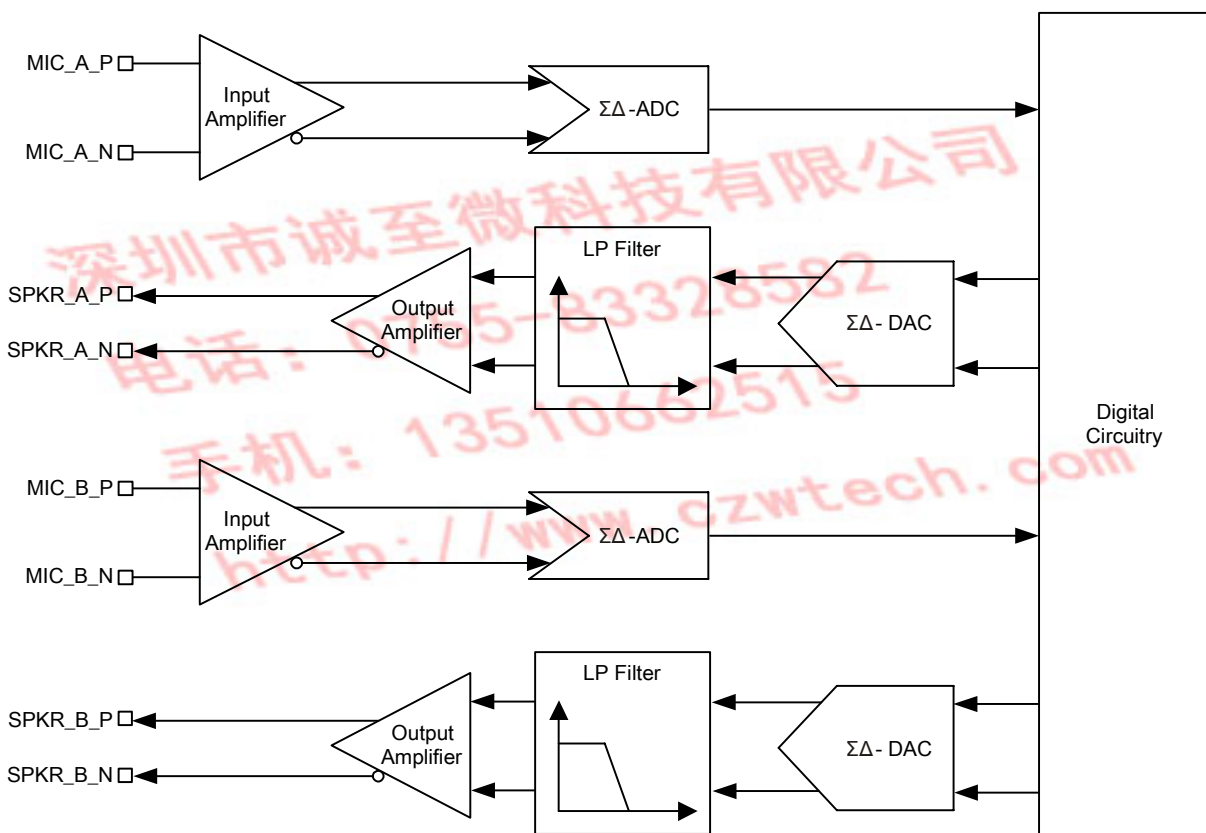 MIC_A_P
MIC_A_N
Input
Amplifier
ΣΔ-ADC
深圳市诚至微科技有限公司
SPKR_A_P
SPKR_A_N
Output
Amplifier
LP Filter
ΣΔ- DAC
电话：0755-83328582
手机：13510662515
Digital
Circuitry
MIC_B_P
MIC_B_N
Input
Amplifier
ΣΔ-ADC
http://www.czwtech.com
SPKR_B_P
SPKR_B_N
Output
Amplifier
LP Filter
ΣΔ- DAC